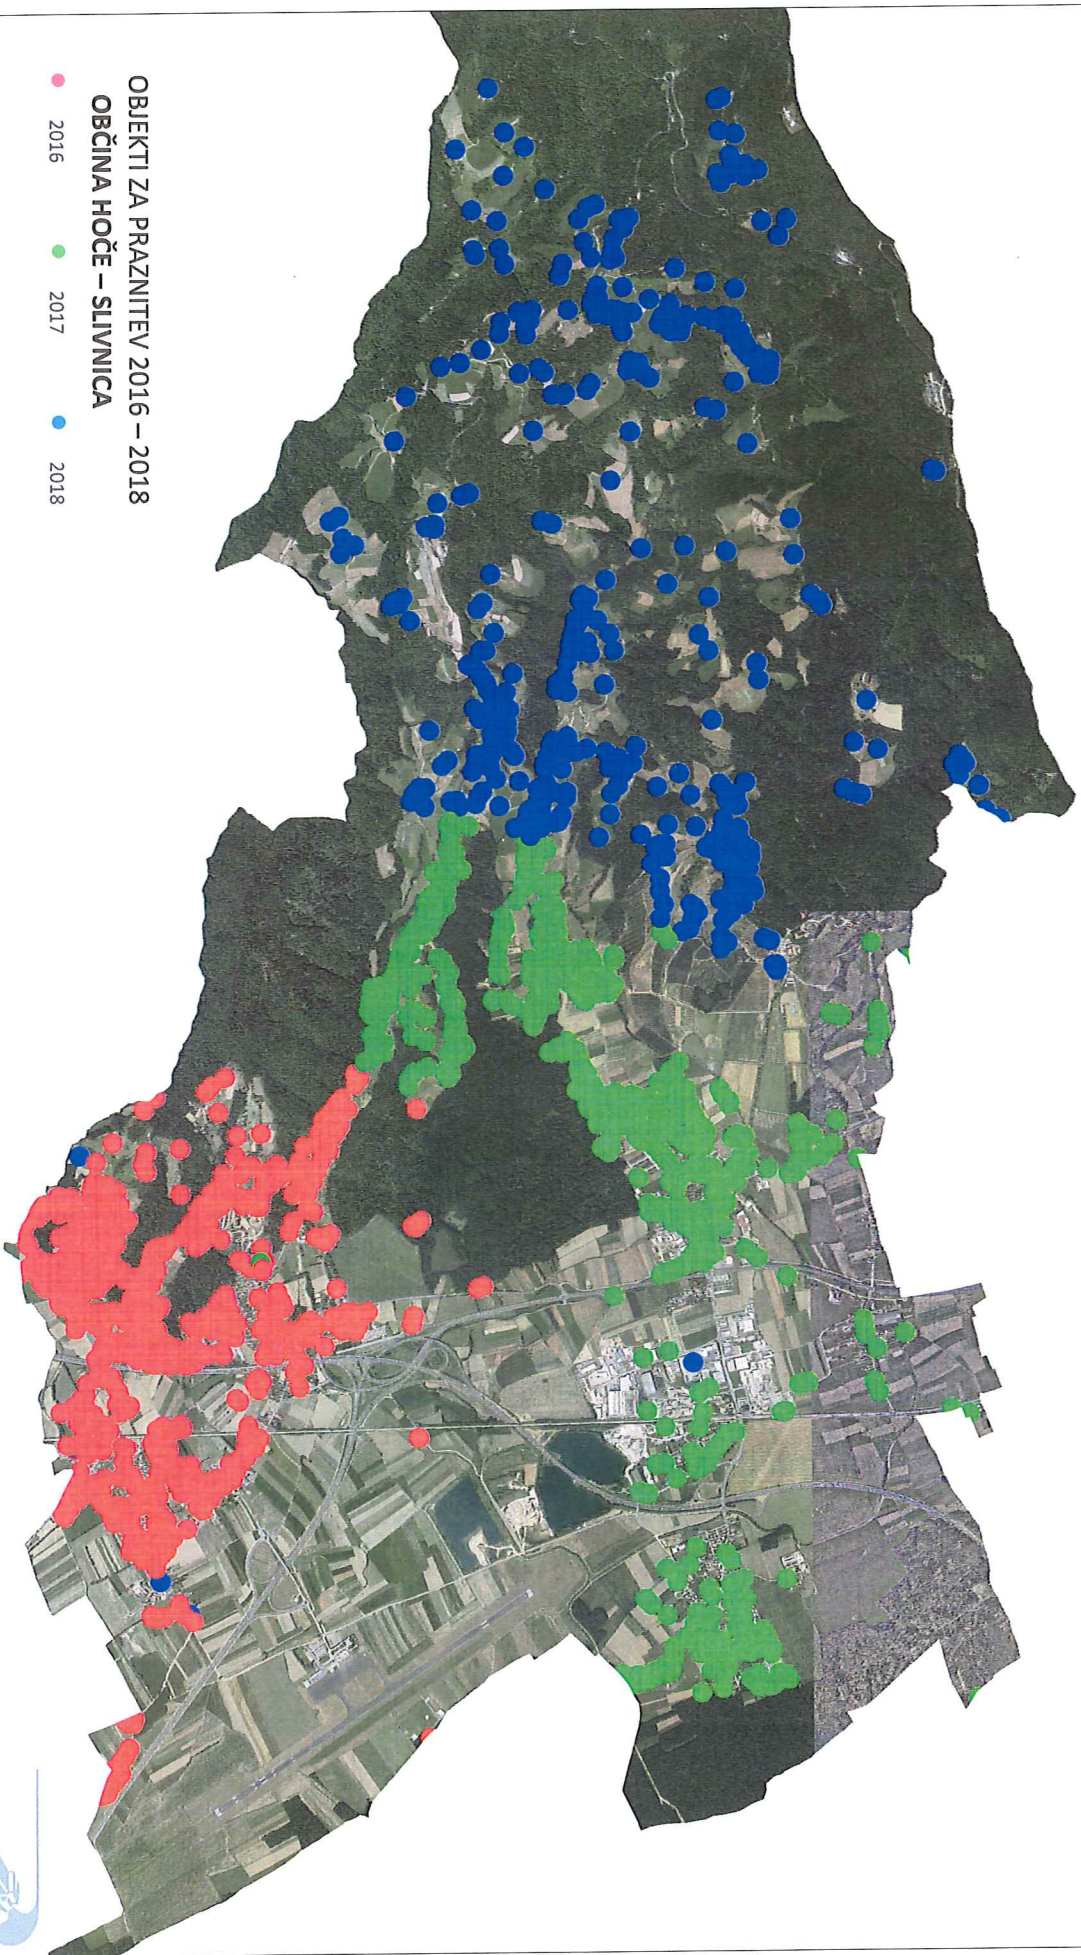 OBJEKTI ZA PRAZNITEV 2016 – 2018
OBČINA HOČE – SLIVNICA
2016
2017
2018